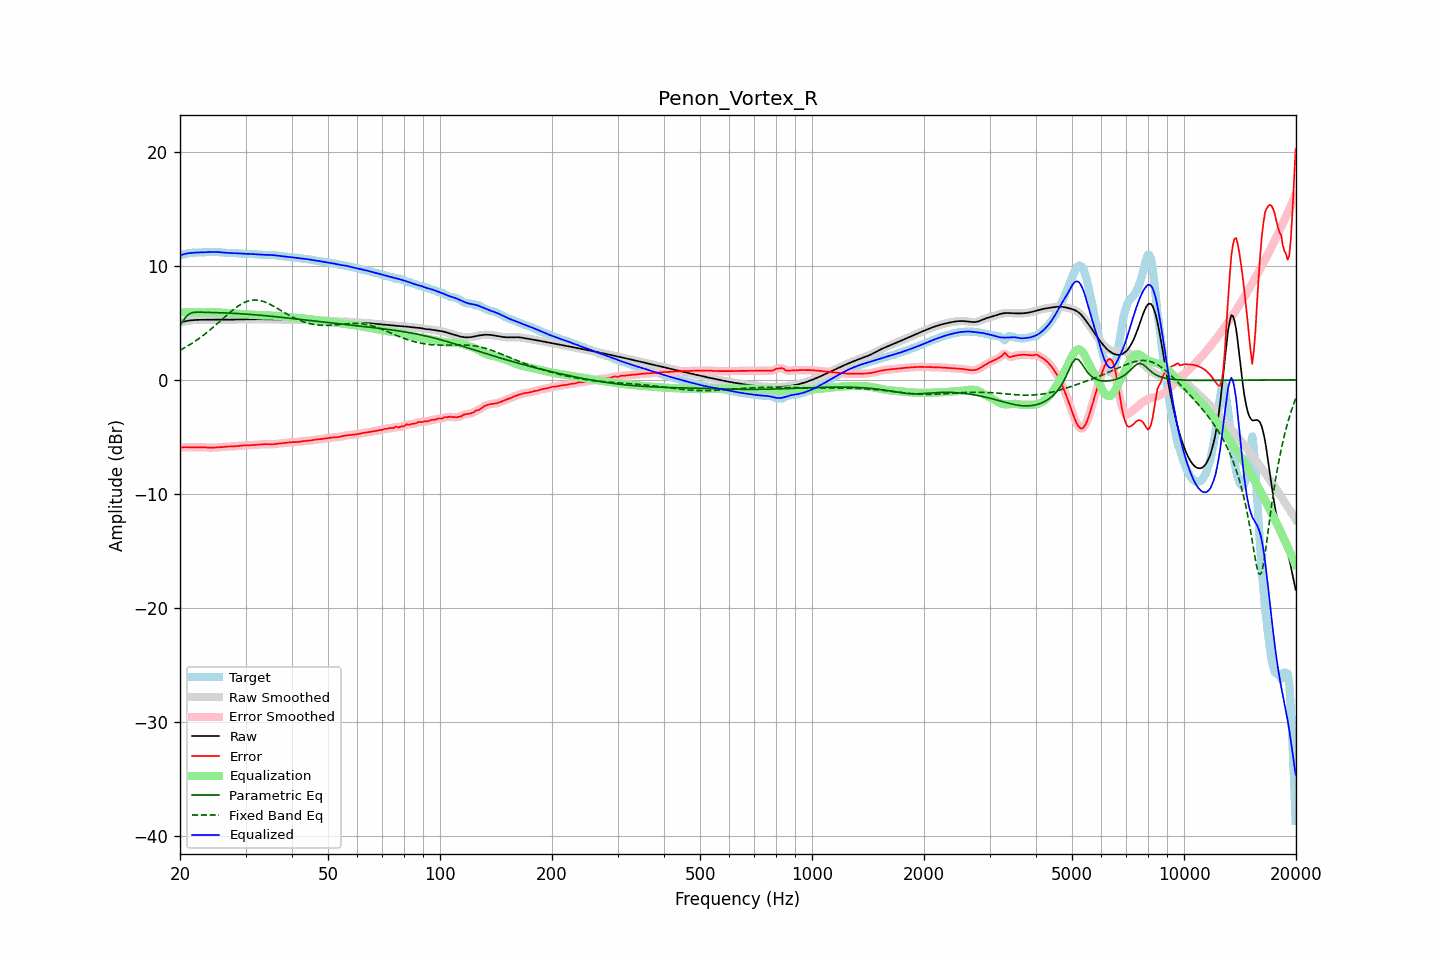 Penon_Vortex_R
20
10
0
−10
−20
−30
−40
Amplitude (dBr)
Target
Raw Smoothed
Error Smoothed
Raw
Error
Equalization
Parametric Eq
Fixed Band Eq
Equalized
20 50 100 200 500 1000 2000 5000 10000 20000
Frequency (Hz)